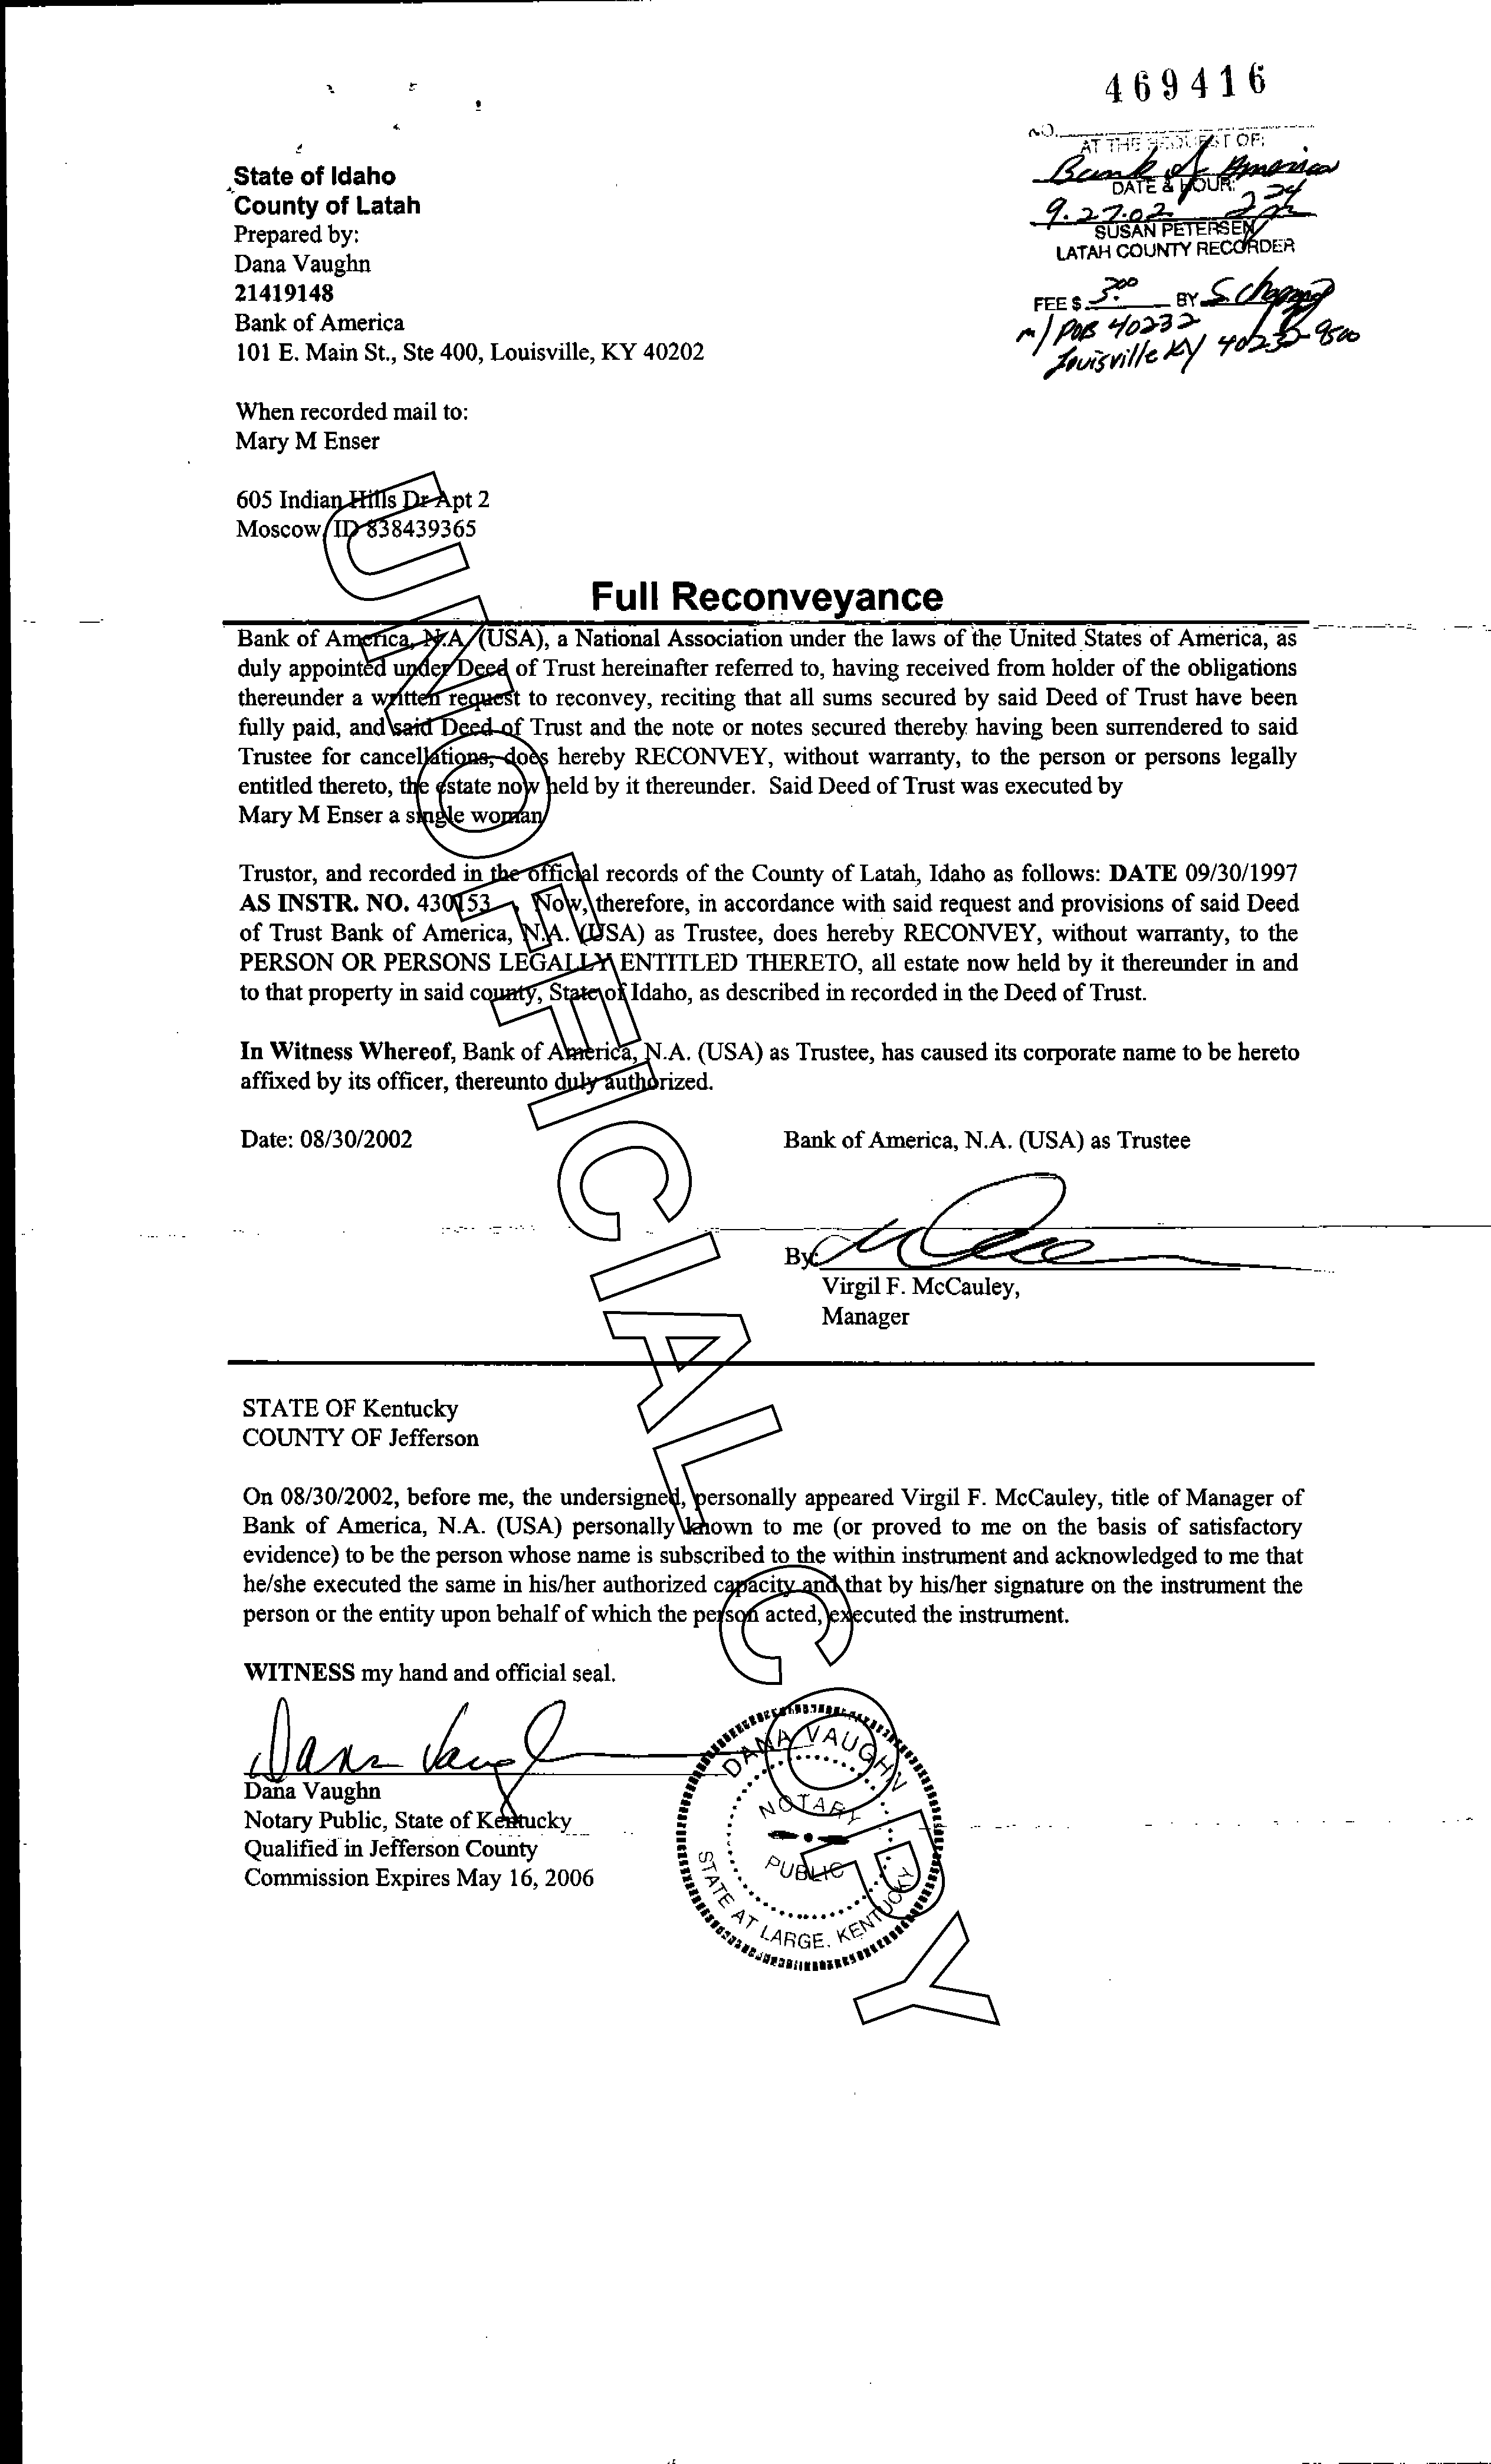 469416
NO.
AT THE REQUEST OF:
Bank of America
DATE & HOUR:
9.27.02 2 24
SUSAN PETERSEN
LATAH COUNTY RECORDER
FEE $ 3.00 BY S
m/ POB 40232
Louisville KY 40232-9500
State of Idaho
County of Latah
Prepared by:
Dana Vaughn
21419148
Bank of America
101 E. Main St., Ste 400, Louisville, KY 40202
When recorded mail to:
Mary M Enser
605 Indian Hills Dr Apt 2
Moscow, ID 838439365
Full Reconveyance
Bank of America, N.A. (USA), a National Association under the laws of the United States of America, as
duly appointed under Deed of Trust hereinafter referred to, having received from holder of the obligations
thereunder a written request to reconvey, reciting that all sums secured by said Deed of Trust have been
fully paid, and said Deed of Trust and the note or notes secured thereby having been surrendered to said
Trustee for cancellations, does hereby RECONVEY, without warranty, to the person or persons legally
entitled thereto, the estate now held by it thereunder. Said Deed of Trust was executed by
Mary M Enser a single woman
Trustor, and recorded in the official records of the County of Latah, Idaho as follows: DATE 09/30/1997
AS INSTR. NO. 430153 . Now, therefore, in accordance with said request and provisions of said Deed
of Trust Bank of America, N.A. (USA) as Trustee, does hereby RECONVEY, without warranty, to the
PERSON OR PERSONS LEGALLY ENTITLED THERETO, all estate now held by it thereunder in and
to that property in said county, State of Idaho, as described in recorded in the Deed of Trust.
In Witness Whereof, Bank of America, N.A. (USA) as Trustee, has caused its corporate name to be hereto
affixed by its officer, thereunto duly authorized.
Date: 08/30/2002 Bank of America, N.A. (USA) as Trustee
By:
Virgil F. McCauley,
Manager
STATE OF Kentucky
COUNTY OF Jefferson
On 08/30/2002, before me, the undersigned, personally appeared Virgil F. McCauley, title of Manager of
Bank of America, N.A. (USA) personally known to me (or proved to me on the basis of satisfactory
evidence) to be the person whose name is subscribed to the within instrument and acknowledged to me that
he/she executed the same in his/her authorized capacity and that by his/her signature on the instrument the
person or the entity upon behalf of which the person acted, executed the instrument.
WITNESS my hand and official seal.
Dana Vaughn
Dana Vaughn
Notary Public, State of Kentucky
Qualified in Jefferson County
Commission Expires May 16, 2006
DANA VAUGHN
NOTARY
PUBLIC
STATE AT LARGE, KENTUCKY
UNOFFICIAL COPY